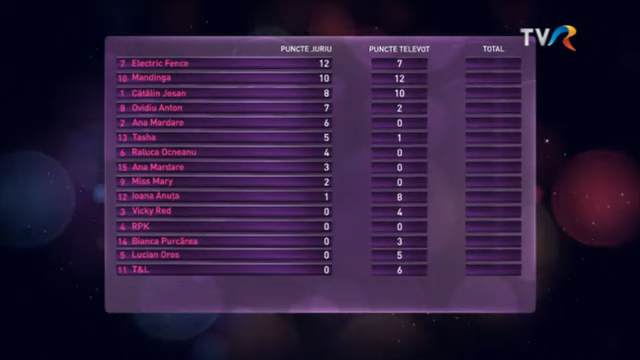 TVR
PUNCTE JURIU PUNCTE TELEVOT TOTAL
7 Electric Fence 12 7
10 Mandinga 10 12
1 Cătălin Josan 8 10
8 Ovidiu Anton 7 2
2 Ana Mardare 6 0
13 Tasha 5 1
6 Raluca Ocneanu 4 0
15 Ana Mardare 3 0
9 Miss Mary 2 0
12 Ioana Anuța 1 8
3 Vicky Red 0 4
4 RPK 0 0
14 Bianca Purcărea 0 3
5 Lucian Oros 0 5
11 T&L 0 6